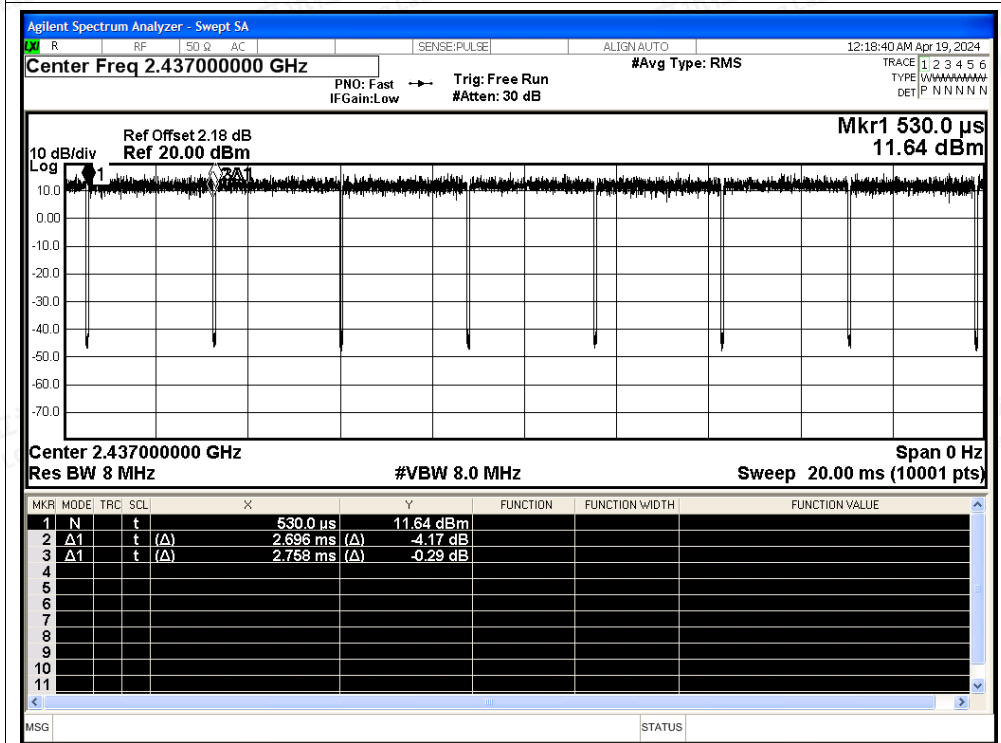 Agilent Spectrum Analyzer - Swept SA
LXI R RF 50 Ω AC SENSE:PULSE ALIGN AUTO 12:18:40 AM Apr 19, 2024
Center Freq 2.437000000 GHz #Avg Type: RMS TRACE 1 2 3 4 5 6
PNO: Fast Trig: Free Run TYPE WWWWWW
IFGain:Low #Atten: 30 dB DET P N N N N N
Mkr1 530.0 µs
11.64 dBm
Ref Offset 2.18 dB
10 dB/div Ref 20.00 dBm
Log
1 3Δ1
10.0
0.00
-10.0
-20.0
-30.0
-40.0
-50.0
-60.0
-70.0
Center 2.437000000 GHz Span 0 Hz
Res BW 8 MHz #VBW 8.0 MHz Sweep 20.00 ms (10001 pts)
MKR MODE TRC SCL X Y FUNCTION FUNCTION WIDTH FUNCTION VALUE
1 N t 530.0 µs 11.64 dBm
2 Δ1 t (Δ) 2.696 ms (Δ) -4.17 dB
3 Δ1 t (Δ) 2.758 ms (Δ) -0.29 dB
4
5
6
7
8
9
10
11
MSG STATUS